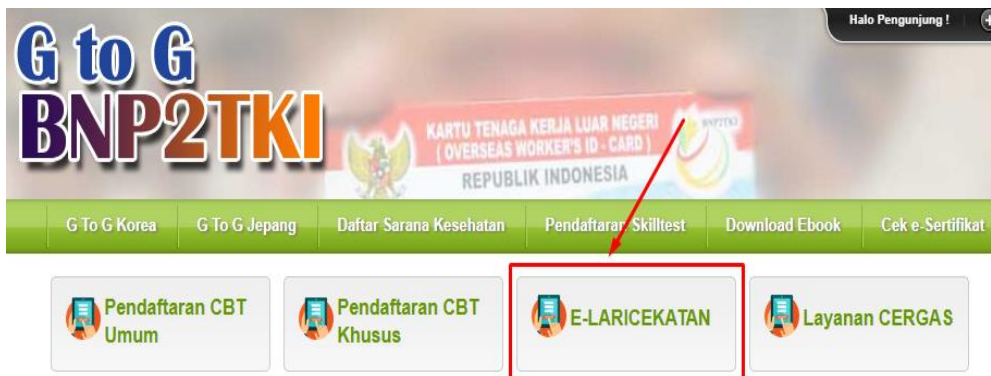 Halo Pengunjung !
G to G
BNP2TKI
KARTU TENAGA KERJA LUAR NEGERI
( OVERSEAS WORKER'S ID - CARD )
REPUBLIK INDONESIA
BNP2TKI
G To G Korea
G To G Jepang
Daftar Sarana Kesehatan
Pendaftaran Skilltest
Download Ebook
Cek e-Sertifikat
Pendaftaran CBT
Umum
Pendaftaran CBT
Khusus
E-LARICEKATAN
Layanan CERGAS